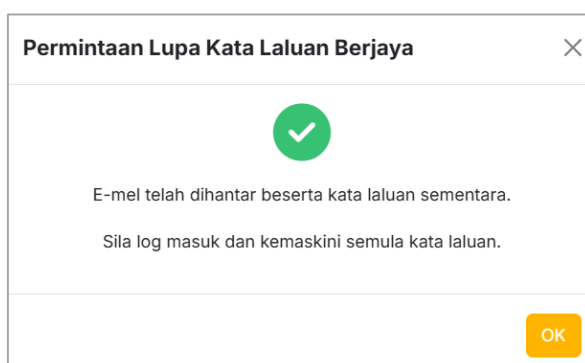 Permintaan Lupa Kata Laluan Berjaya
E-mel telah dihantar beserta kata laluan sementara.
Sila log masuk dan kemaskini semula kata laluan.
OK